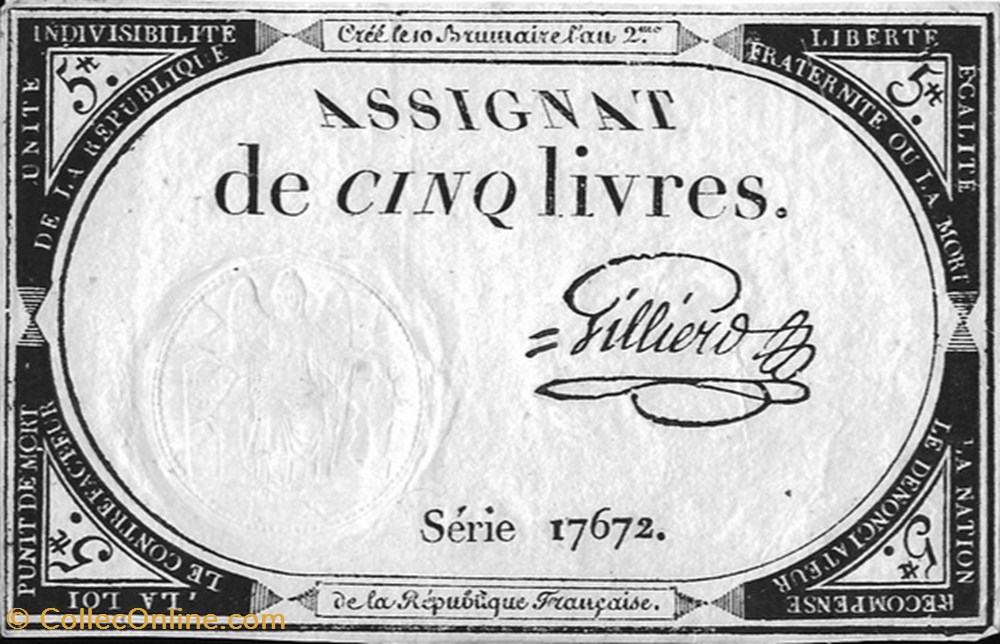 Créé le 10 Brumaire l'an 2.me
UNITE INDIVISIBILITE
DE LA REPUBLIQUE
LIBERTE EGALITE
FRATERNITE OU LA MORT
5#
5#
ASSIGNAT
de CINQ livres.
Pillierd
Série 17672.
LA LOI PUNIT DE MORT
LE CONTREFACTEUR
LA NATION RECOMPENSE
LE DENONCIATEUR
5#
5#
de la République Française.
© CollecOnline.com